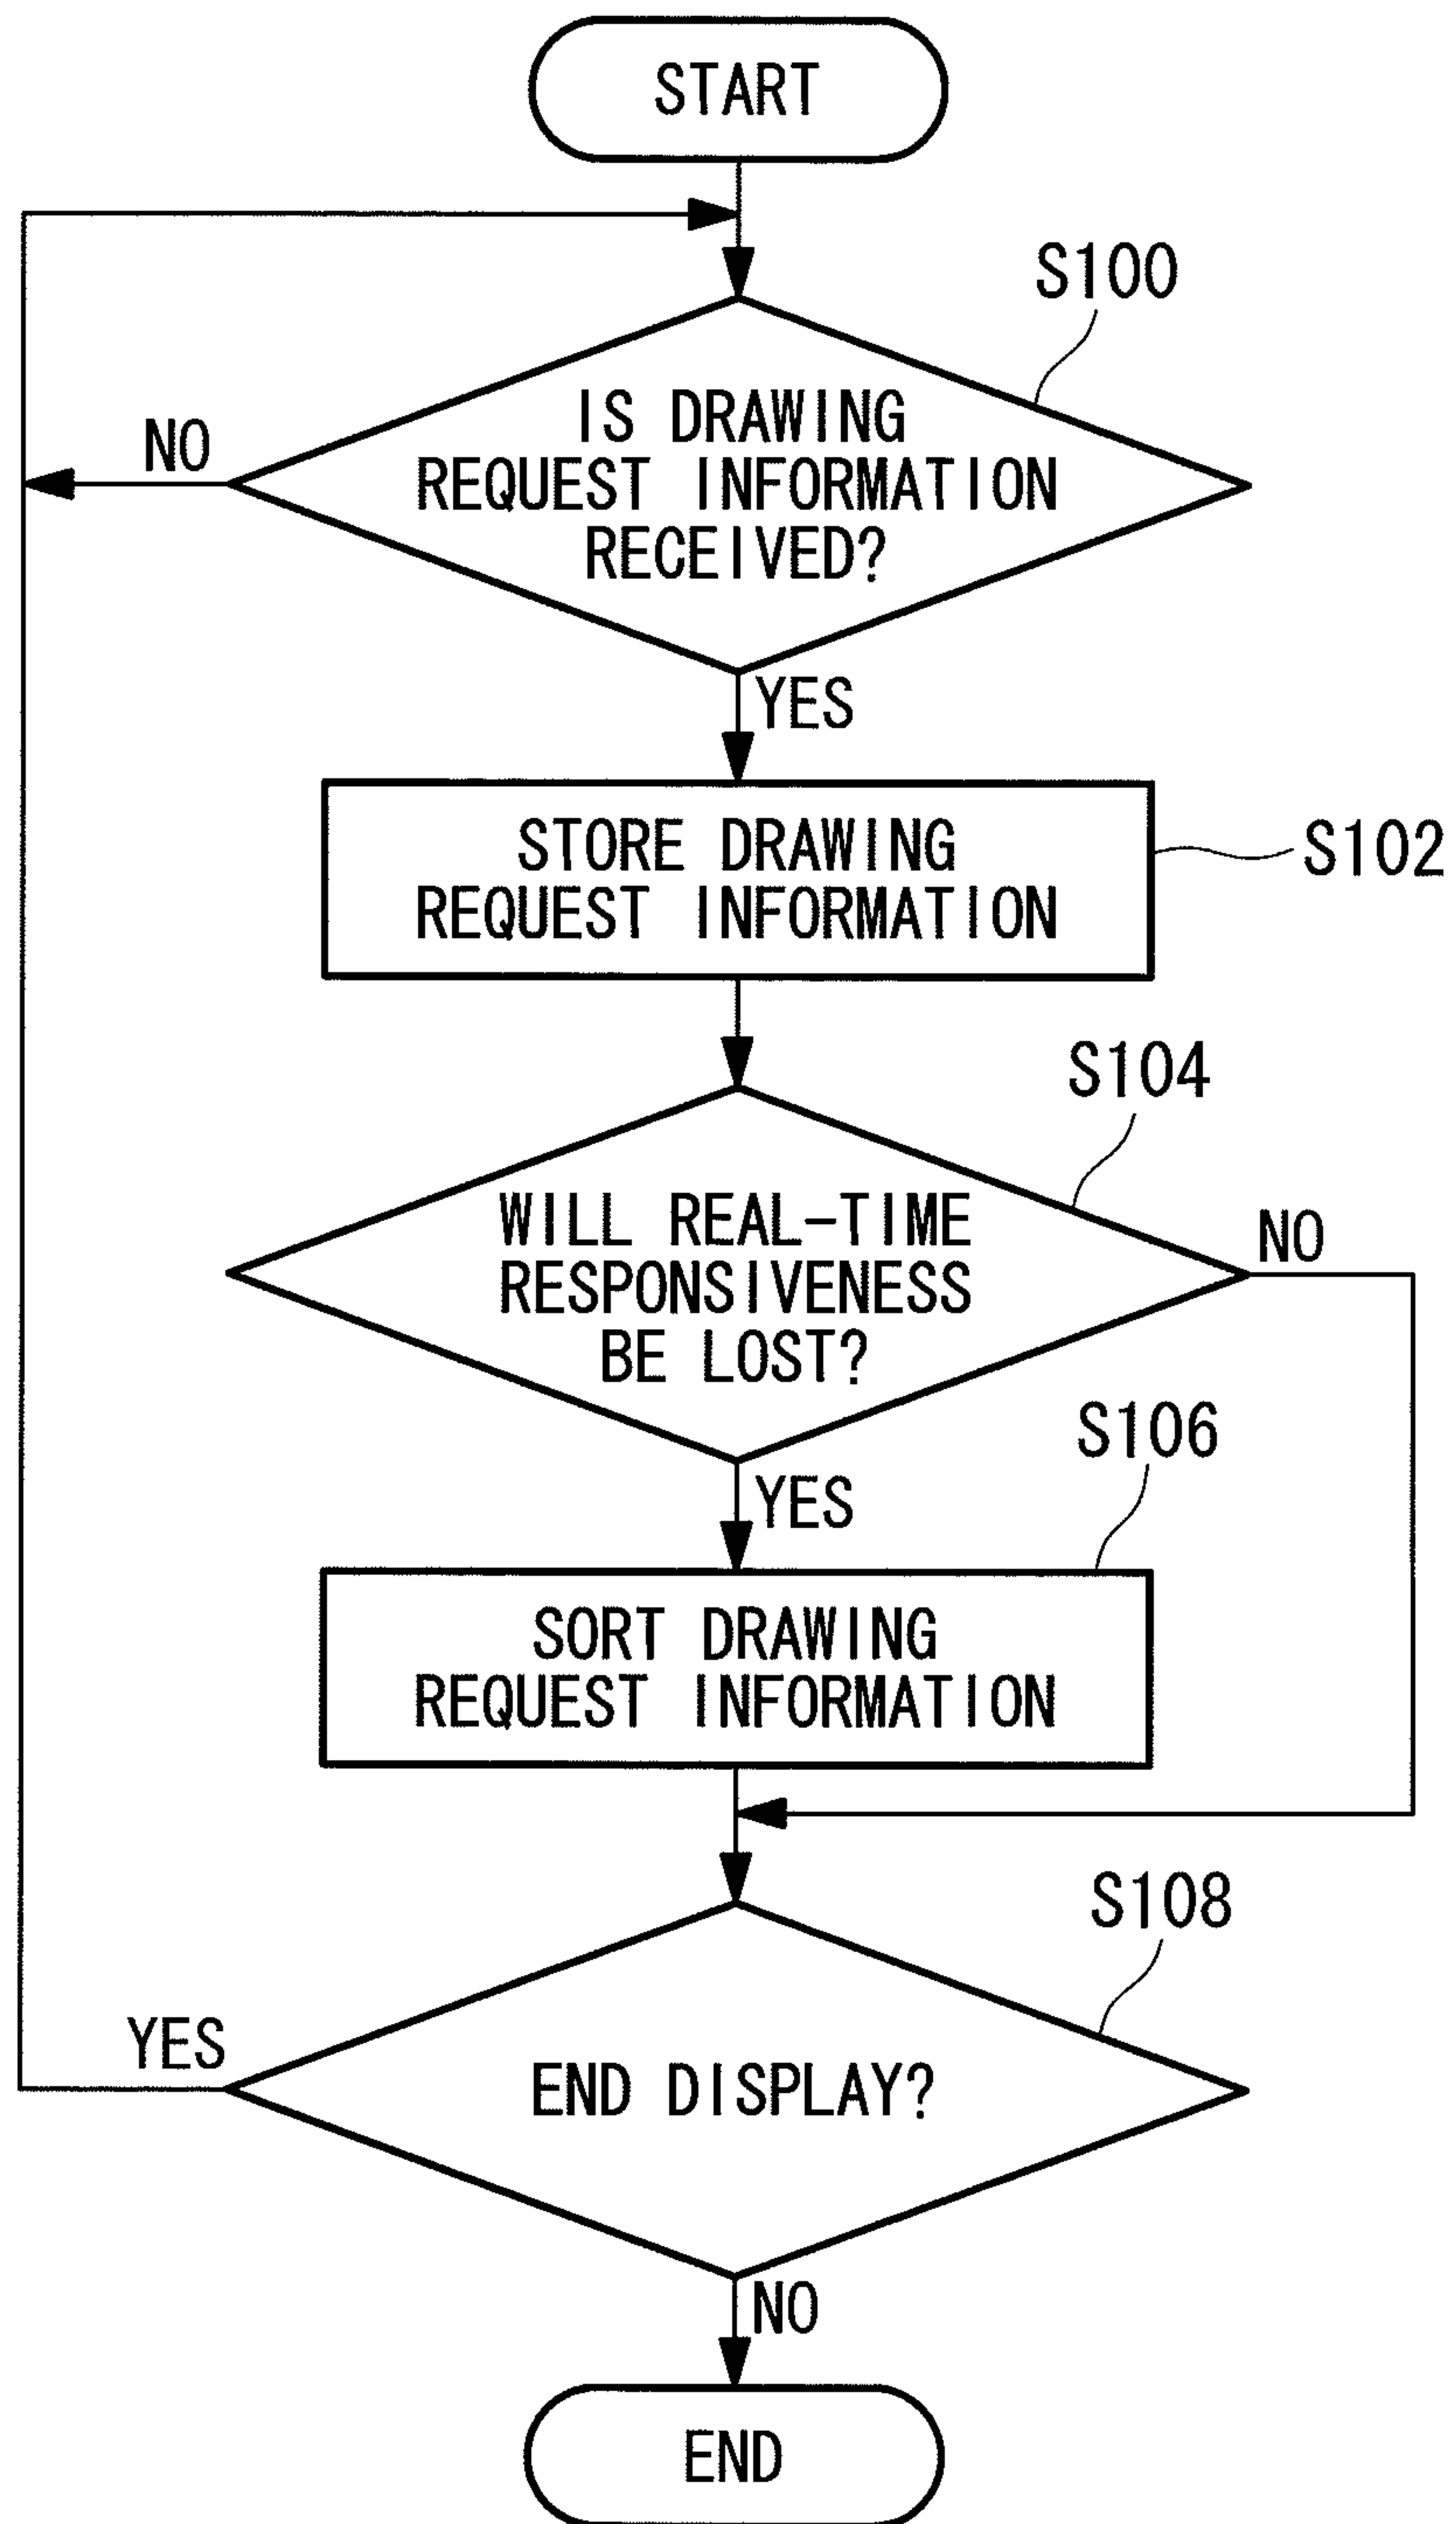 START
S100
IS DRAWING
REQUEST INFORMATION
RECEIVED?
NO
YES
STORE DRAWING
REQUEST INFORMATION
S102
S104
WILL REAL-TIME
RESPONSIVENESS
BE LOST?
NO
YES
S106
SORT DRAWING
REQUEST INFORMATION
S108
END DISPLAY?
YES
NO
END